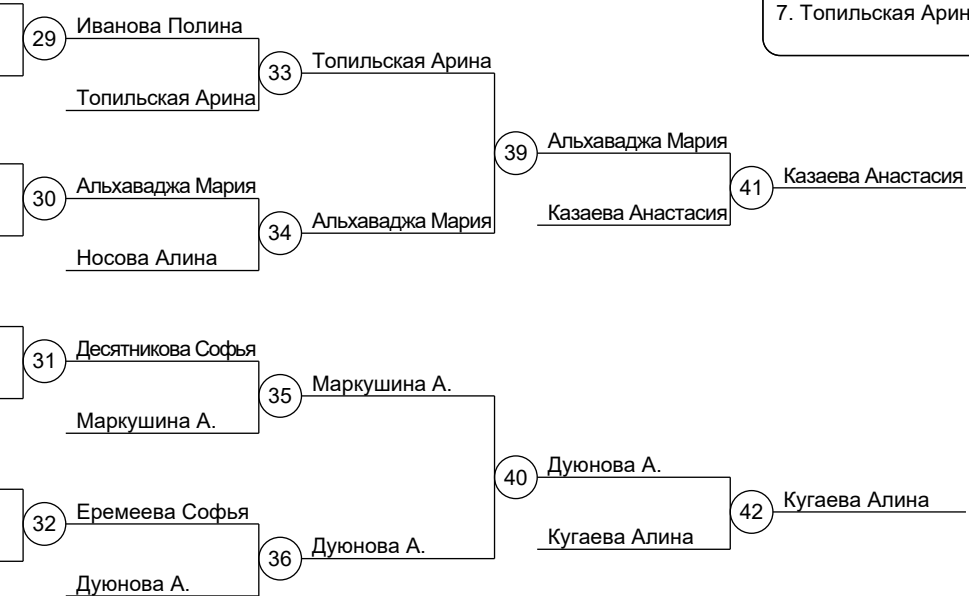 7. Топильская Арин
29
Иванова Полина
33
Топильская Арина
Топильская Арина
39
Альхаваджа Мария
41
Казаева Анастасия
30
Альхаваджа Мария
34
Альхаваджа Мария
Казаева Анастасия
Носова Алина
31
Десятникова Софья
35
Маркушина А.
Маркушина А.
40
Дуюнова А.
42
Кугаева Алина
32
Еремеева Софья
36
Дуюнова А.
Кугаева Алина
Дуюнова А.